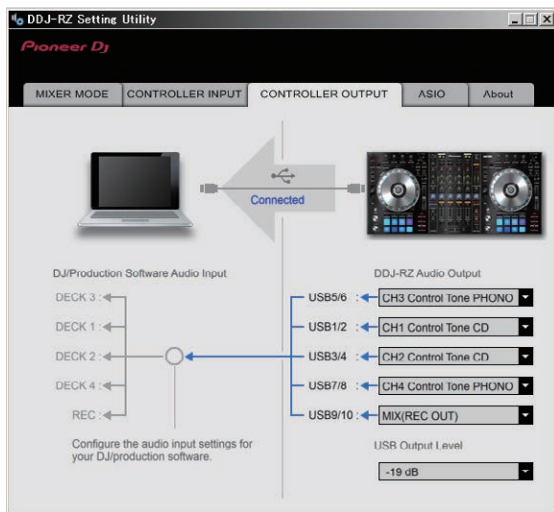 DDJ-RZ Setting Utility
Pioneer Dj
MIXER MODE CONTROLLER INPUT CONTROLLER OUTPUT ASIO About
Connected
DJ/Production Software Audio Input
DDJ-RZ Audio Output
DECK 3 : USB5/6 : CH3 Control Tone PHONO
DECK 1 : USB1/2 : CH1 Control Tone CD
DECK 2 : USB3/4 : CH2 Control Tone CD
DECK 4 : USB7/8 : CH4 Control Tone PHONO
REC : USB9/10 : MIX(REC OUT)
Configure the audio input settings for
your DJ/production software.
USB Output Level
-19 dB